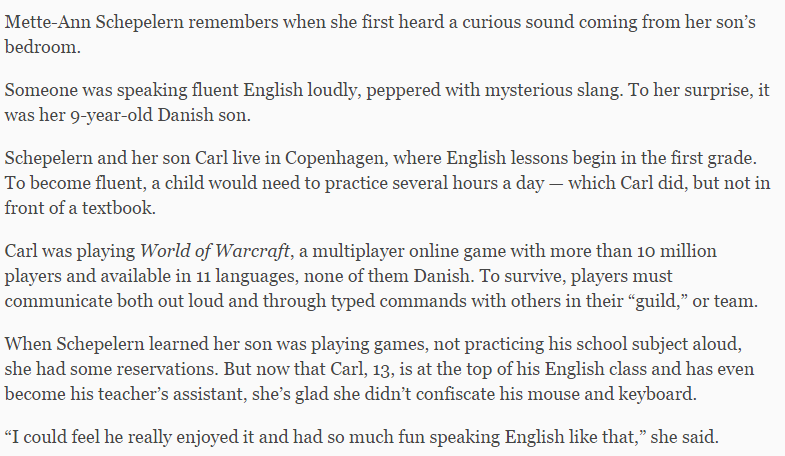 Mette-Ann Schepelern remembers when she first heard a curious sound coming from her son’s
bedroom.
Someone was speaking fluent English loudly, peppered with mysterious slang. To her surprise, it
was her 9-year-old Danish son.
Schepelern and her son Carl live in Copenhagen, where English lessons begin in the first grade.
To become fluent, a child would need to practice several hours a day — which Carl did, but not in
front of a textbook.
Carl was playing World of Warcraft, a multiplayer online game with more than 10 million
players and available in 11 languages, none of them Danish. To survive, players must
communicate both out loud and through typed commands with others in their “guild,” or team.
When Schepelern learned her son was playing games, not practicing his school subject aloud,
she had some reservations. But now that Carl, 13, is at the top of his English class and has even
become his teacher’s assistant, she’s glad she didn’t confiscate his mouse and keyboard.
“I could feel he really enjoyed it and had so much fun speaking English like that,” she said.